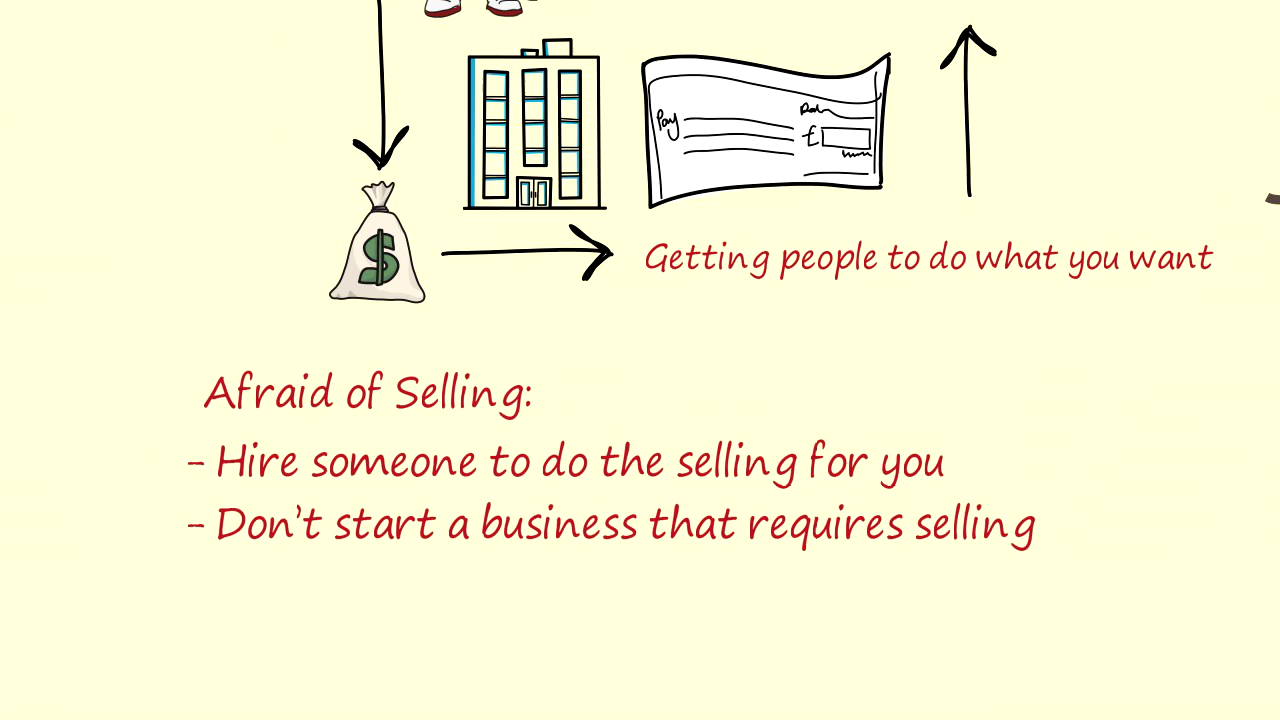 Pay
£
$
Getting people to do what you want
Afraid of Selling:
- Hire someone to do the selling for you
- Don't start a business that requires selling